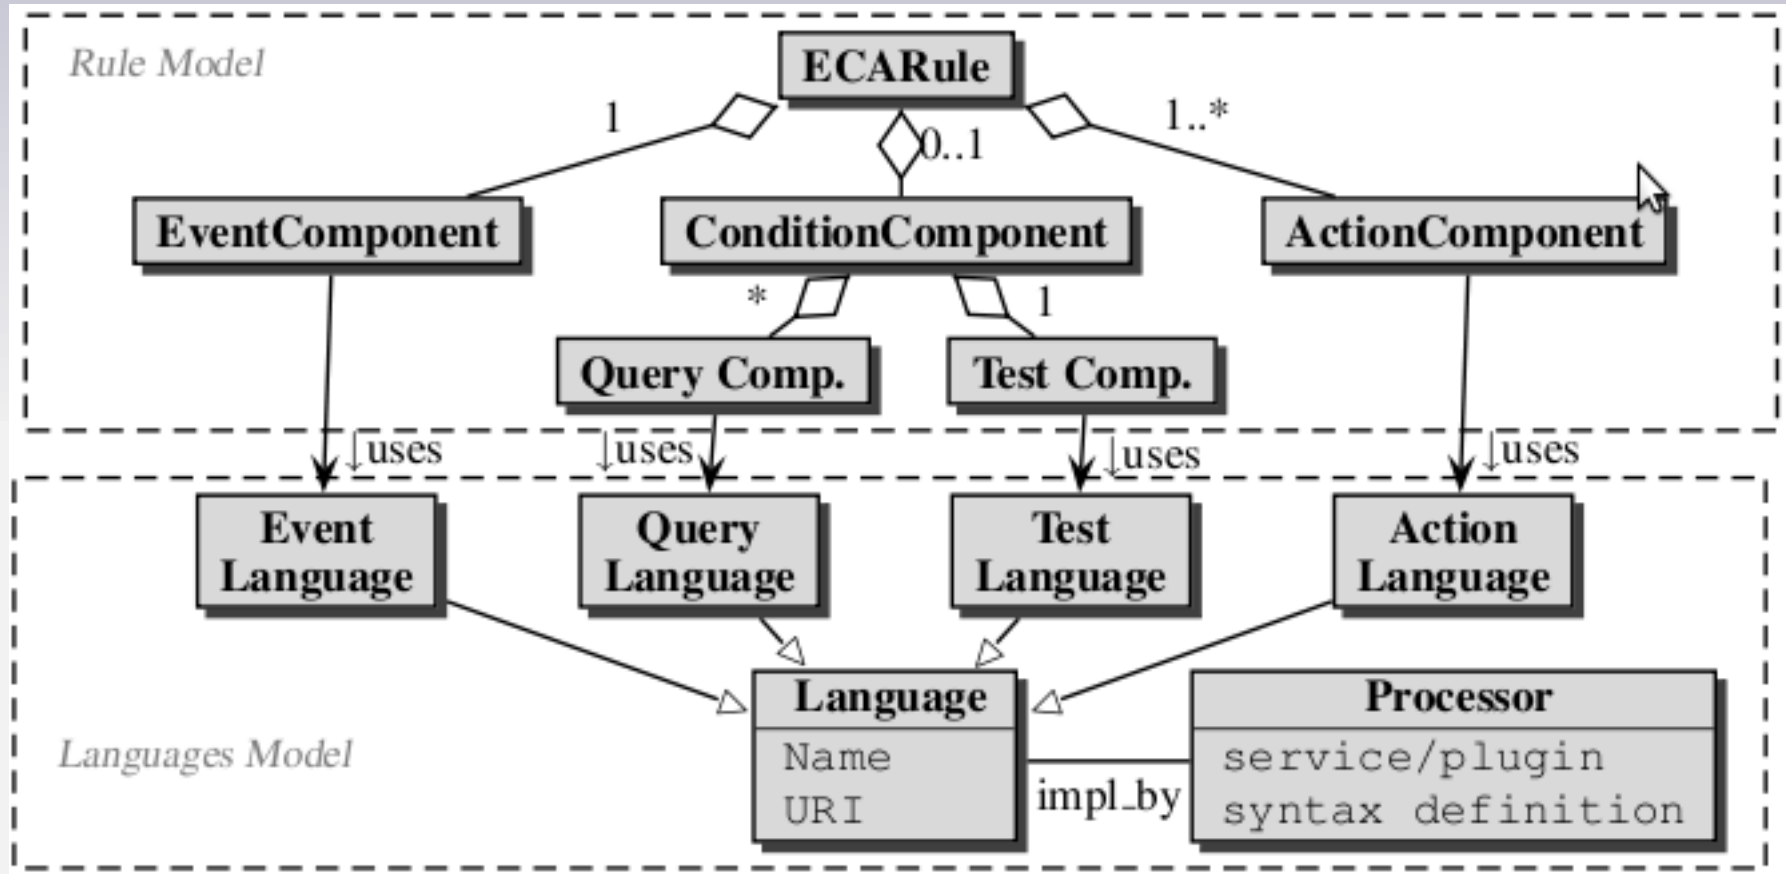 Rule Model
ECARule
1
0..1
1..*
EventComponent
ConditionComponent
ActionComponent
*
1
Query Comp.
Test Comp.
↓uses
↓uses
↓uses
↓uses
Event
Language
Query
Language
Test
Language
Action
Language
Language
Name
URI
impl_by
Processor
service/plugin
syntax definition
Languages Model